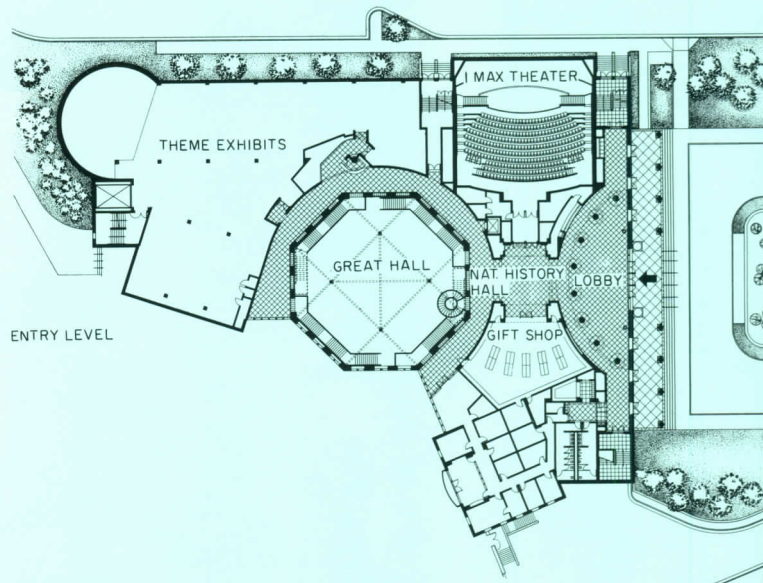 I MAX THEATER
THEME EXHIBITS
GREAT HALL
NAT. HISTORY
HALL
LOBBY
GIFT SHOP
ENTRY LEVEL